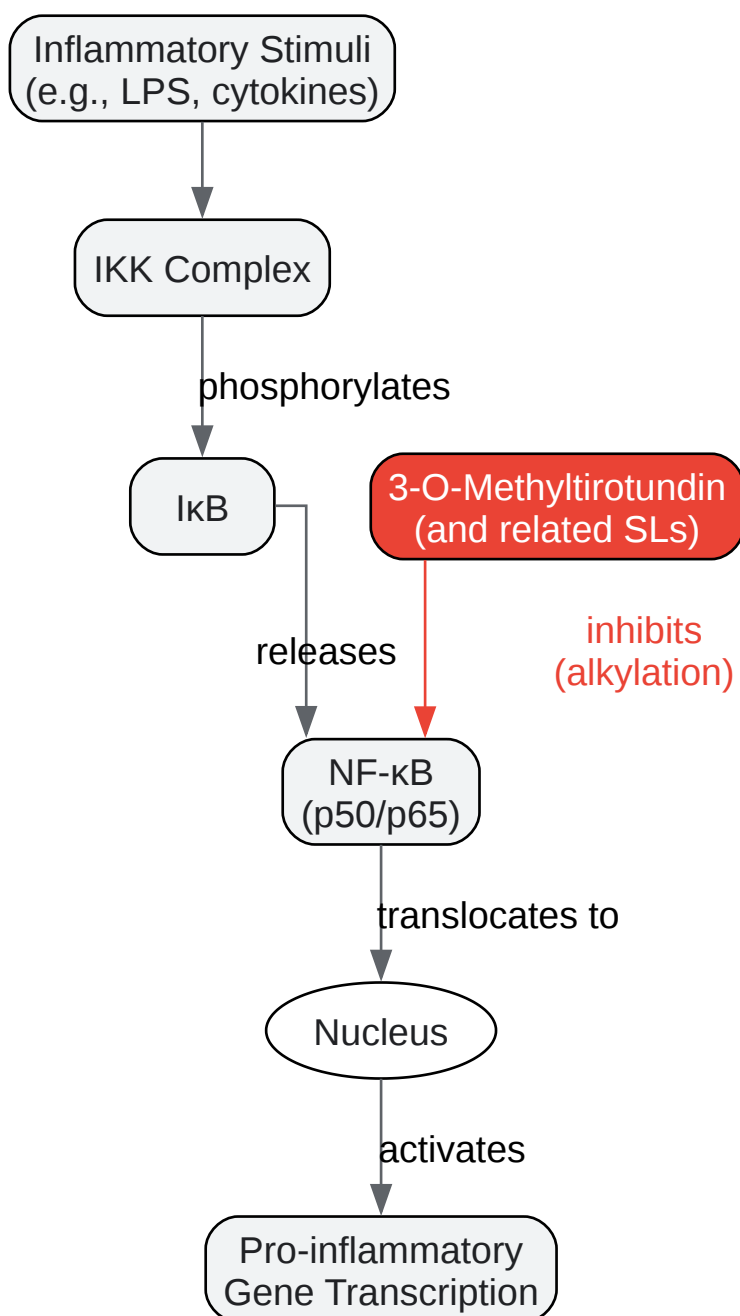 Inflammatory Stimuli
(e.g., LPS, cytokines)
IKK Complex
phosphorylates
IκB
3-O-Methyltirotundin
(and related SLs)
releases
inhibits
(alkylation)
NF-κB
(p50/p65)
translocates to
Nucleus
activates
Pro-inflammatory
Gene Transcription